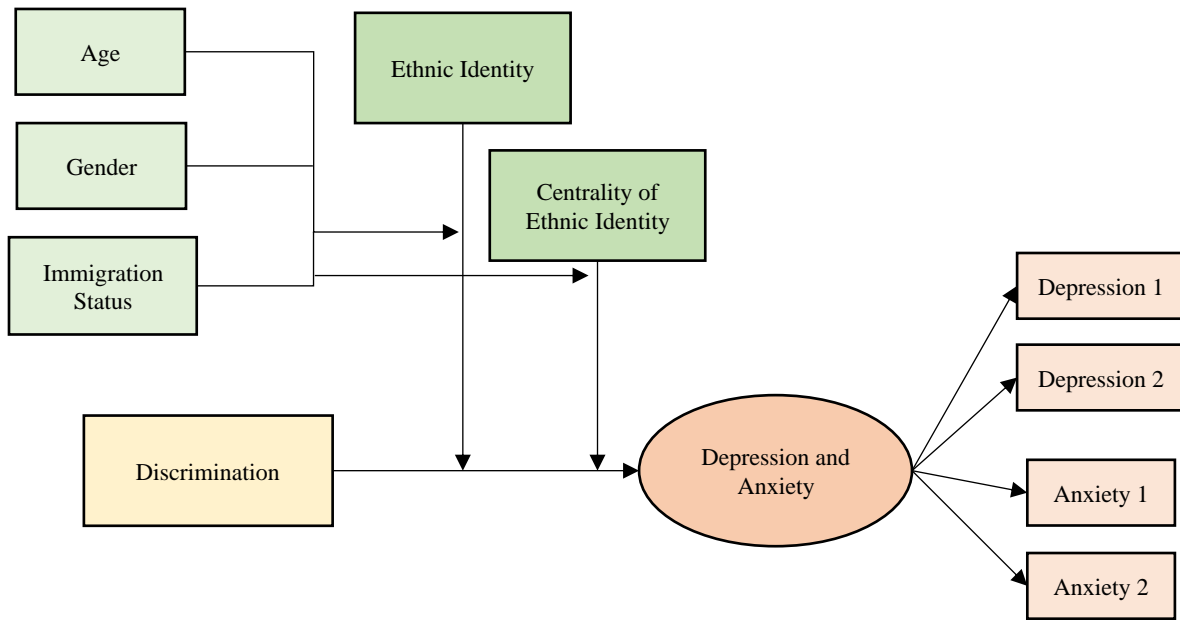 Age
Ethnic Identity
Gender
Centrality of
Ethnic Identity
Immigration
Status
Depression 1
Depression 2
Discrimination
Depression and
Anxiety
Anxiety 1
Anxiety 2